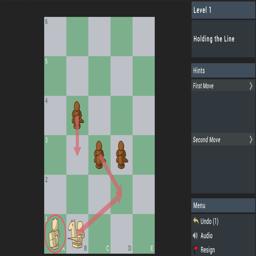 Level 1
Holding the Line
Hints
First Move
Second Move
Menu
Undo (1)
Audio
Resign
6
5
4
3
2
A
B
C
D
E